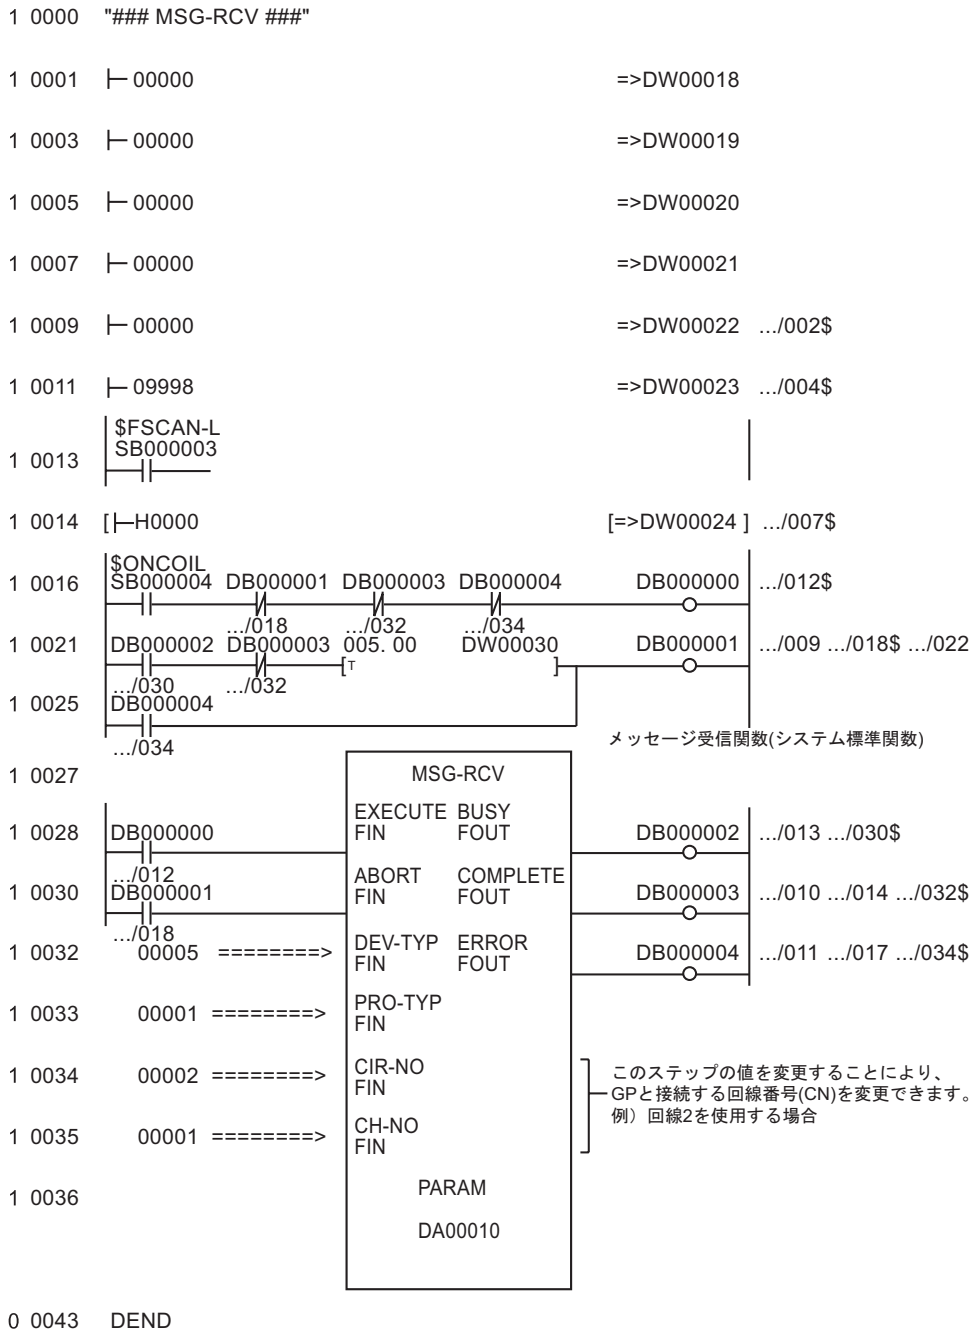 1 0000 "### MSG-RCV ###"
1 0001 00000 =>DW00018
1 0003 00000 =>DW00019
1 0005 00000 =>DW00020
1 0007 00000 =>DW00021
1 0009 00000 =>DW00022 .../002$
1 0011 09998 =>DW00023 .../004$
$FSCAN-L
SB000003
1 0013
1 0014 [ H0000 [=>DW00024 ] .../007$
$ONCOIL
1 0016 SB000004 DB000001 DB000003 DB000004 DB000000 .../012$
.../018 .../032 .../034
1 0021 DB000002 DB000003 005. 00 DW00030 DB000001 .../009 .../018$ .../022
[T ]
.../030 .../032
1 0025 DB000004
.../034
メッセージ受信関数(システム標準関数)
1 0027 MSG-RCV
EXECUTE BUSY
1 0028 DB000000 FIN FOUT DB000002 .../013 .../030$
.../012
ABORT COMPLETE
1 0030 DB000001 FIN FOUT DB000003 .../010 .../014 .../032$
.../018
DEV-TYP ERROR
1 0032 00005 ========> FIN FOUT DB000004 .../011 .../017 .../034$
PRO-TYP
1 0033 00001 ========> FIN
CIR-NO
1 0034 00002 ========> FIN
このステップの値を変更することにより、
GPと接続する回線番号(CN)を変更できます。
例）回線2を使用する場合
CH-NO
1 0035 00001 ========> FIN
PARAM
1 0036
DA00010
0 0043 DEND